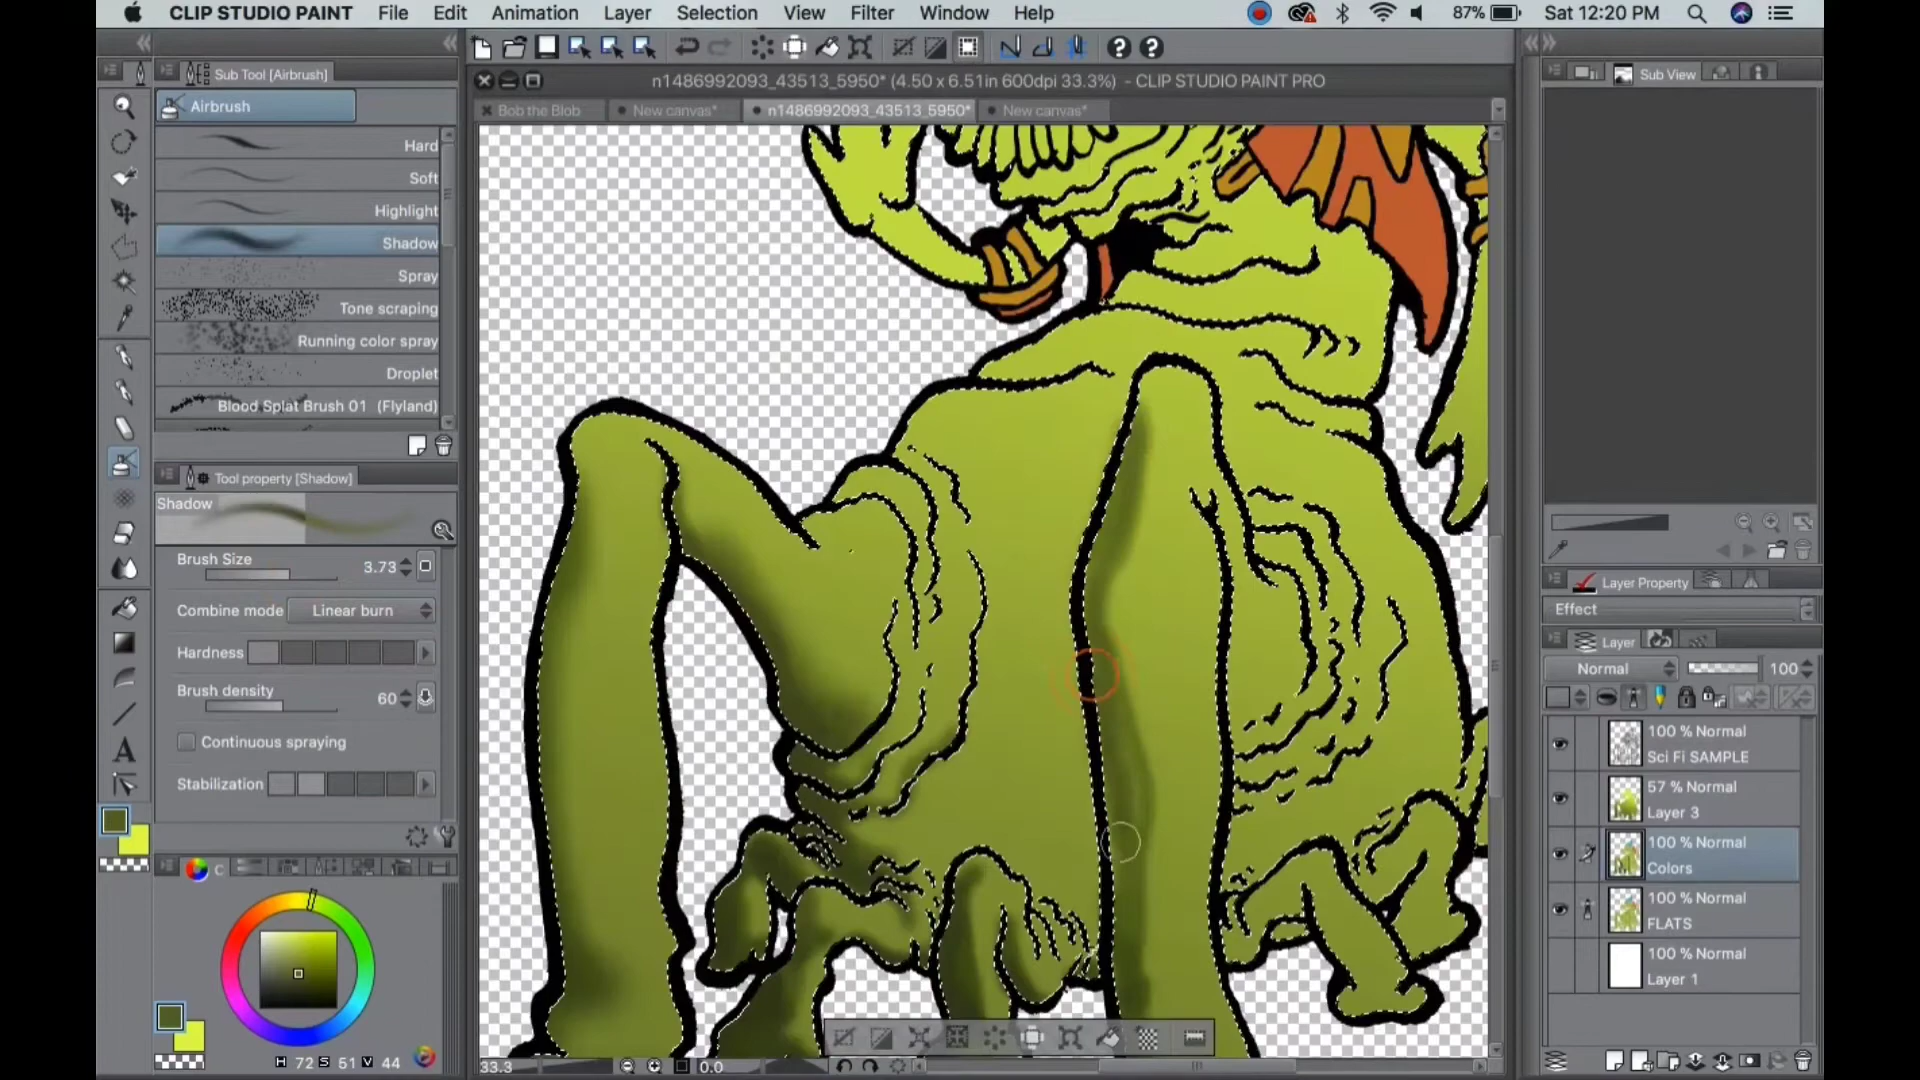 CLIP STUDIO PAINT File Edit Animation Layer Selection View Filter Window Help 87% Sat 12:20 PM
n1486992093_43513_5950* (4.50 x 6.51in 600dpi 33.3%) - CLIP STUDIO PAINT PRO
Bob the Blob New canvas* n1486992093_43513_5950* New canvas*
Sub Tool [Airbrush]
Airbrush
Hard
Soft
Highlight
Shadow
Spray
Tone scraping
Running color spray
Droplet
Blood Splat Brush 01 (Flyland)
Tool property [Shadow]
Shadow
Brush Size 3.73
Combine mode Linear burn
Hardness
Brush density 60
Continuous spraying
Stabilization
C
H 72 S 51 V 44
33.3 0.0
Sub View
Layer Property
Effect
Layer
Normal 100
100 % Normal
Sci Fi SAMPLE
57 % Normal
Layer 3
100 % Normal
Colors
100 % Normal
FLATS
100 % Normal
Layer 1